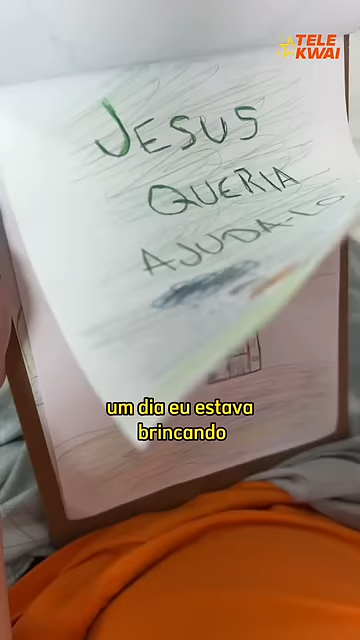 TELE
KWAI
JESUS
QUERIA
AJUDA-LO
um dia eu estava
brincando